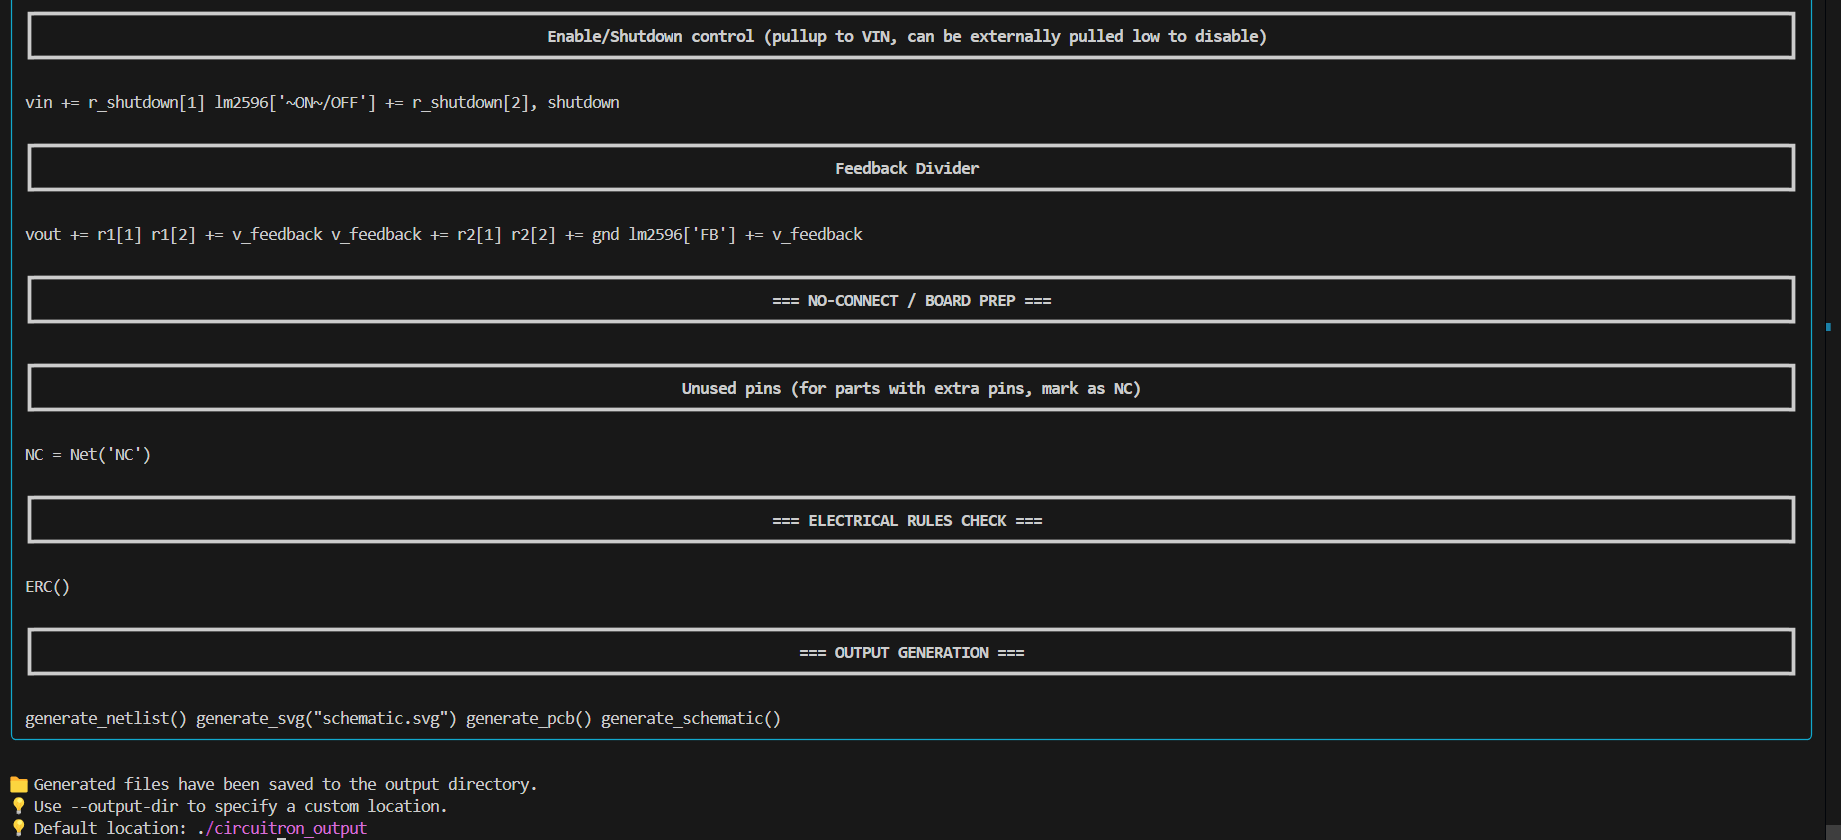 Enable/Shutdown control (pullup to VIN, can be externally pulled low to disable)
vin += r_shutdown[1] lm2596['~ON~/OFF'] += r_shutdown[2], shutdown
Feedback Divider
vout += r1[1] r1[2] += v_feedback v_feedback += r2[1] r2[2] += gnd lm2596['FB'] += v_feedback
=== NO-CONNECT / BOARD PREP ===
Unused pins (for parts with extra pins, mark as NC)
NC = Net('NC')
=== ELECTRICAL RULES CHECK ===
ERC()
=== OUTPUT GENERATION ===
generate_netlist() generate_svg("schematic.svg") generate_pcb() generate_schematic()
Generated files have been saved to the output directory.
Use --output-dir to specify a custom location.
Default location: ./circuitron_output